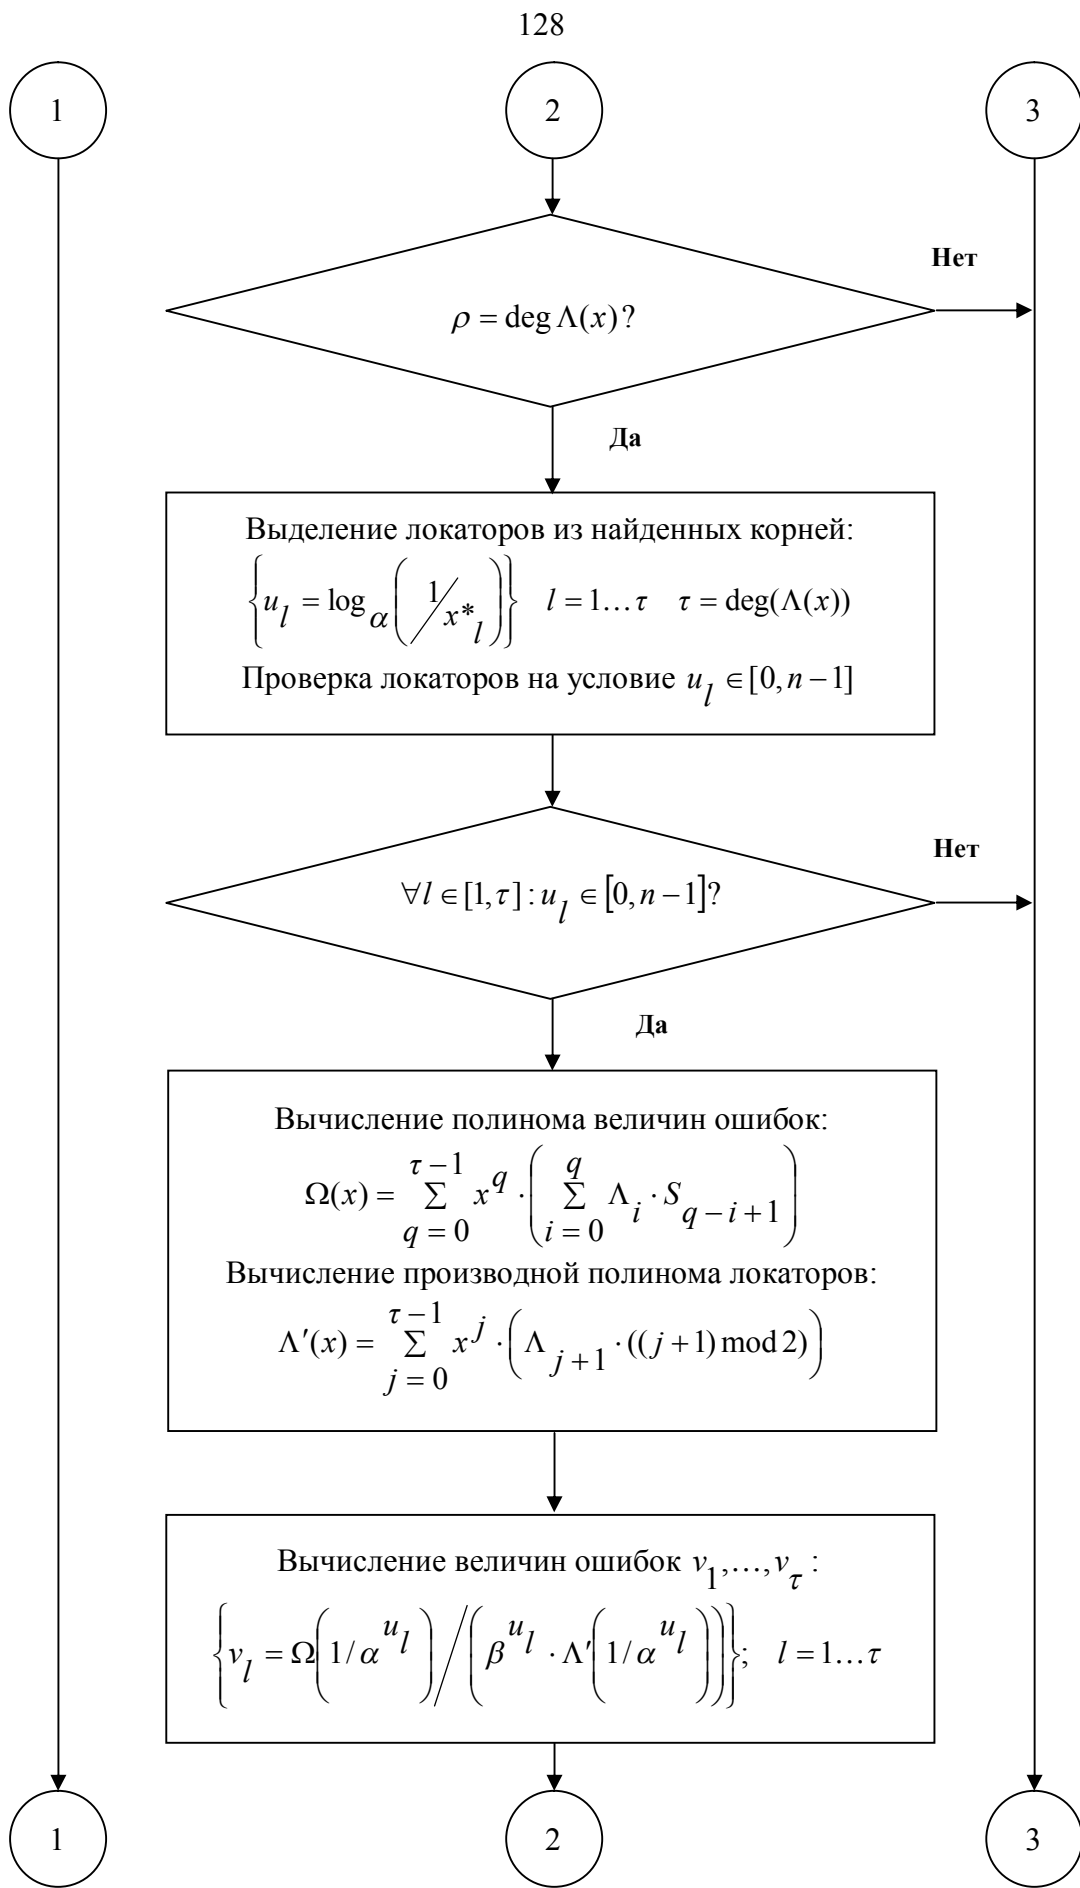 128
1 2 3
Нет
ρ = deg Λ(x)?
Да
Выделение локаторов из найденных корней:
{u_l = log_α(1/x*_l)} l = 1…τ τ = deg(Λ(x))
Проверка локаторов на условие u_l ∈ [0, n − 1]
Нет
∀l ∈ [1, τ] : u_l ∈ [0, n − 1]?
Да
Вычисление полинома величин ошибок:
Ω(x) = ∑_{q = 0}^{τ − 1} x^q · (∑_{i = 0}^{q} Λ_i · S_{q − i + 1})
Вычисление производной полинома локаторов:
Λ′(x) = ∑_{j = 0}^{τ − 1} x^j · (Λ_{j + 1} · ((j + 1) mod 2))
Вычисление величин ошибок v_1,…,v_τ :
{v_l = Ω(1/α^{u_l}) / (β^{u_l} · Λ′(1/α^{u_l}))}; l = 1…τ
1 2 3